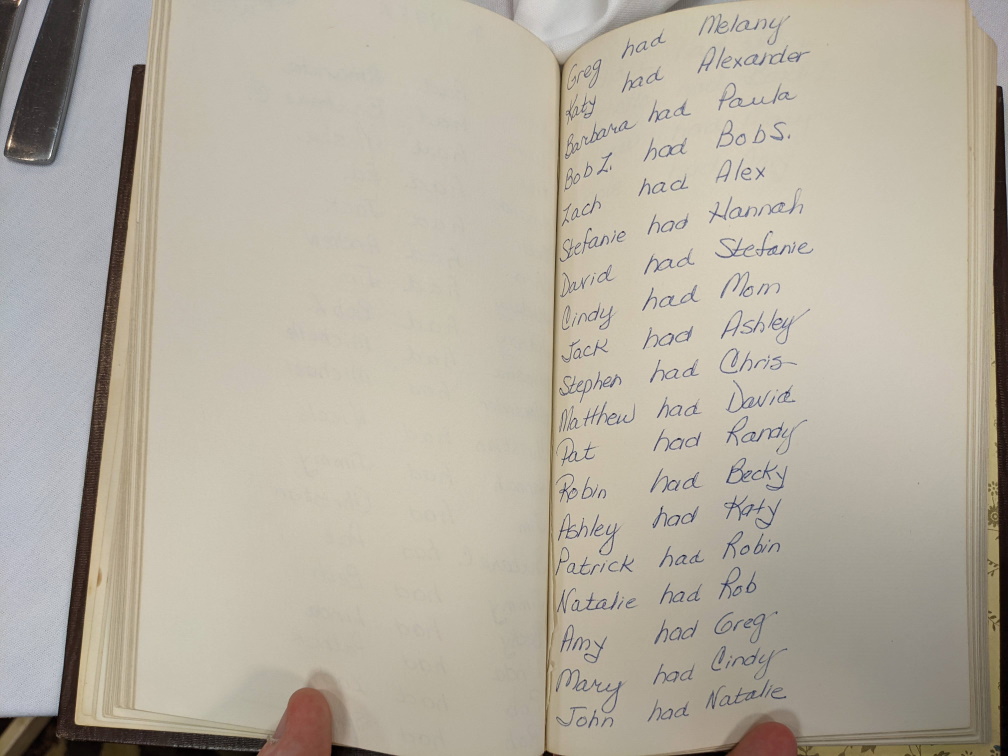 Greg had Melany
Katy had Alexander
Barbara had Paula
Bob Z. had Bob S.
Zach had Alex
Stefanie had Hannah
David had Stefanie
Cindy had Mom
Jack had Ashley
Stephen had Chris
Matthew had David
Pat had Randy
Robin had Becky
Ashley had Katy
Patrick had Robin
Natalie had Rob
Amy had Greg
Mary had Cindy
John had Natalie